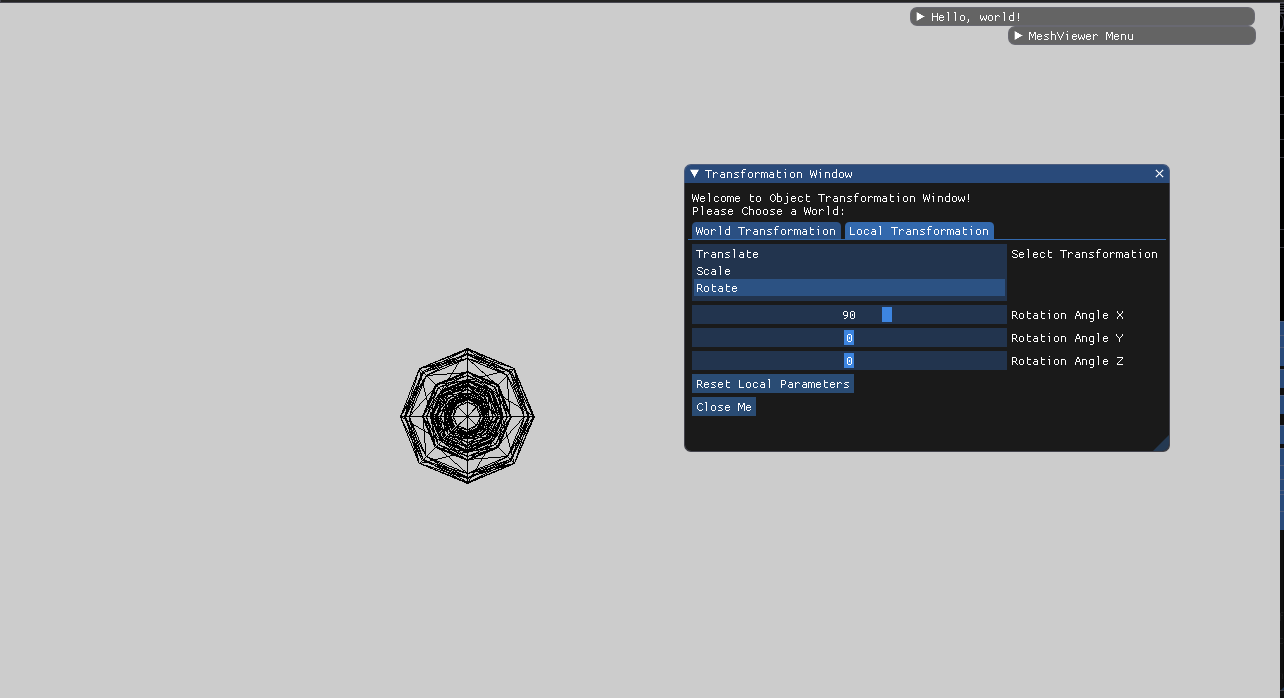 Hello, world!
MeshViewer Menu
Transformation Window
Welcome to Object Transformation Window!
Please Choose a World:
World Transformation Local Transformation
Translate Select Transformation
Scale
Rotate
90 Rotation Angle X
0 Rotation Angle Y
0 Rotation Angle Z
Reset Local Parameters
Close Me